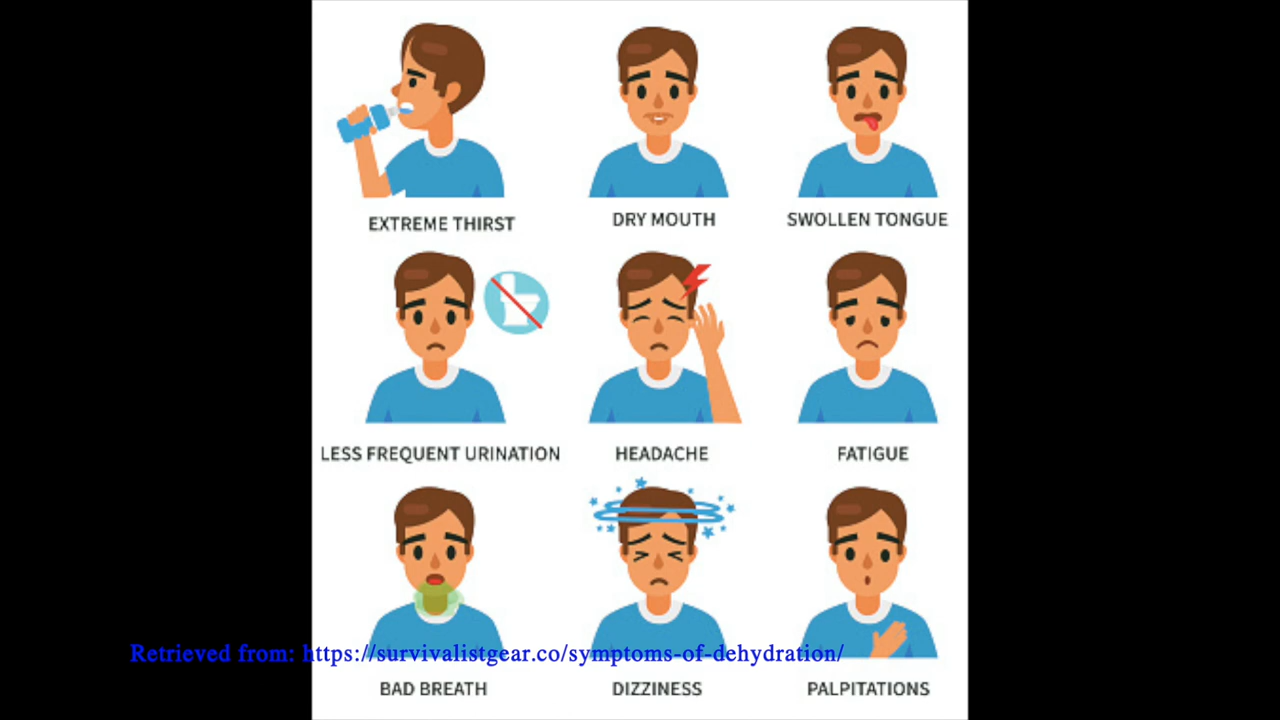 EXTREME THIRST
DRY MOUTH
SWOLLEN TONGUE
LESS FREQUENT URINATION
HEADACHE
FATIGUE
Retrieved from: https://survivalistgear.co/symptoms-of-dehydration/
BAD BREATH
DIZZINESS
PALPITATIONS